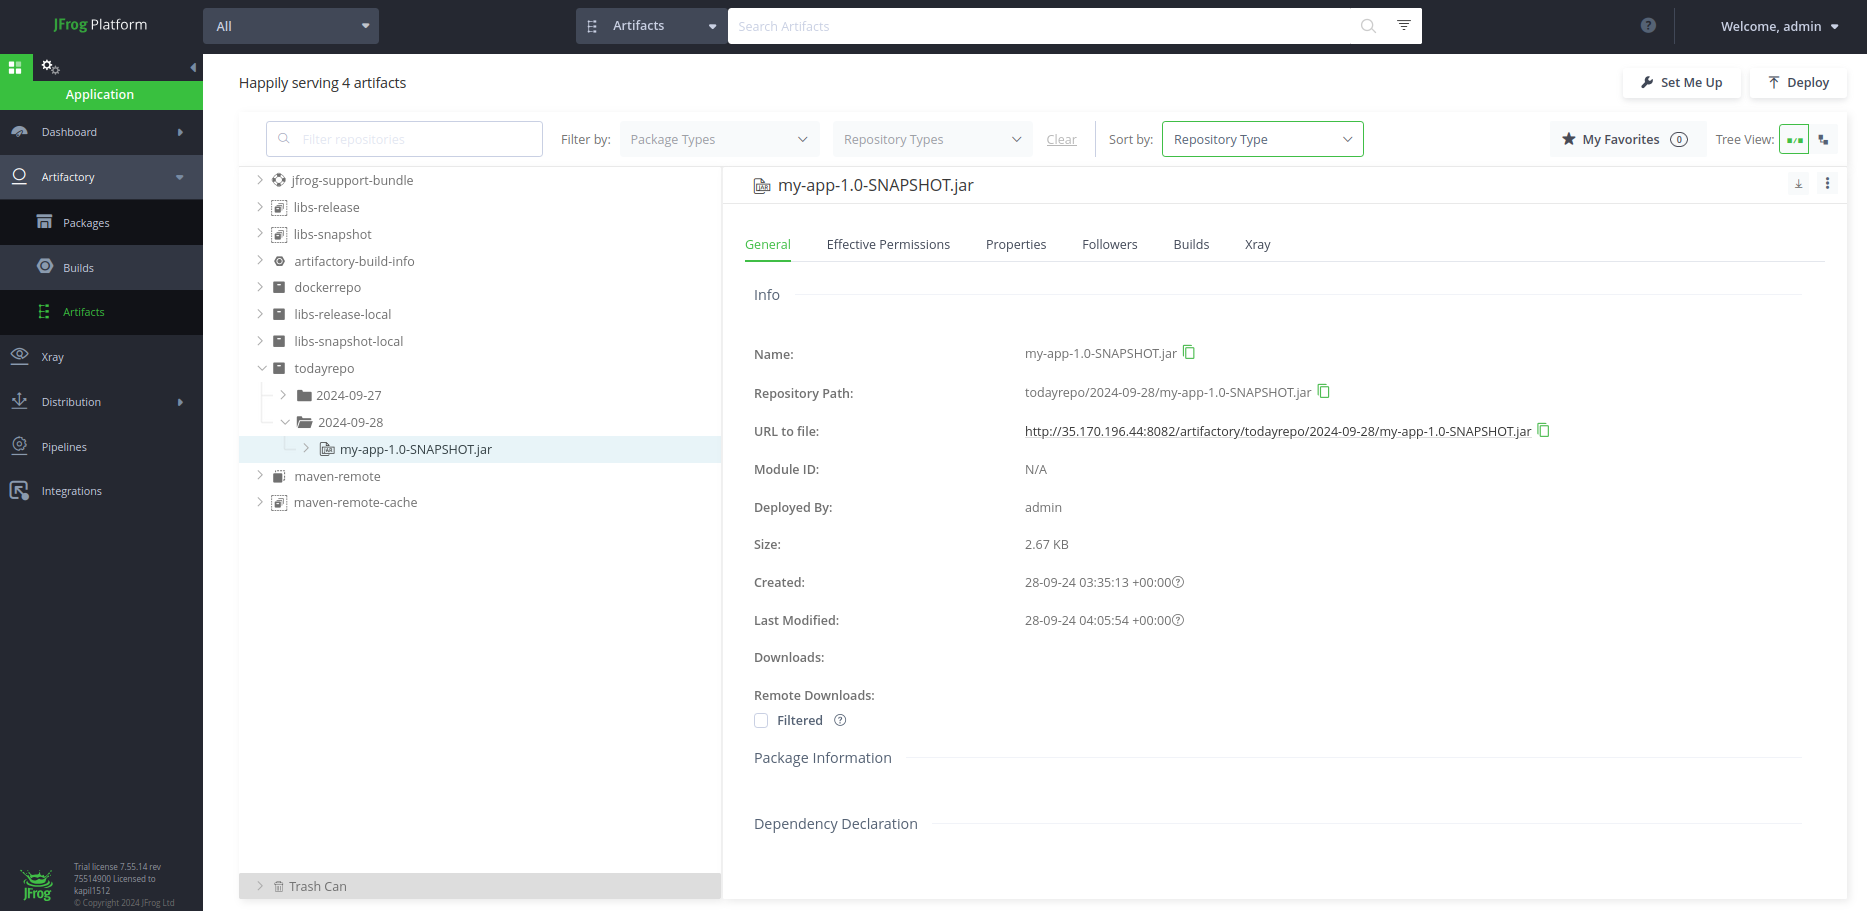 JFrog Platform
All
Artifacts
Search Artifacts
?
Welcome, admin
Application
Dashboard
Artifactory
Packages
Builds
Artifacts
Xray
Distribution
Pipelines
Integrations
JFrog
Trial license 7.55.14 rev
75514900 Licensed to
kapil1512
© Copyright 2024 JFrog Ltd
Happily serving 4 artifacts
Set Me Up
Deploy
Filter repositories
Filter by:
Package Types
Repository Types
Clear
Sort by:
Repository Type
My Favorites 0
Tree View:
jfrog-support-bundle
libs-release
libs-snapshot
artifactory-build-info
dockerrepo
libs-release-local
libs-snapshot-local
todayrepo
2024-09-27
2024-09-28
my-app-1.0-SNAPSHOT.jar
maven-remote
maven-remote-cache
Trash Can
my-app-1.0-SNAPSHOT.jar
General
Effective Permissions
Properties
Followers
Builds
Xray
Info
Name: my-app-1.0-SNAPSHOT.jar
Repository Path: todayrepo/2024-09-28/my-app-1.0-SNAPSHOT.jar
URL to file: http://35.170.196.44:8082/artifactory/todayrepo/2024-09-28/my-app-1.0-SNAPSHOT.jar
Module ID: N/A
Deployed By: admin
Size: 2.67 KB
Created: 28-09-24 03:35:13 +00:00 ?
Last Modified: 28-09-24 04:05:54 +00:00 ?
Downloads:
Remote Downloads:
Filtered ?
Package Information
Dependency Declaration